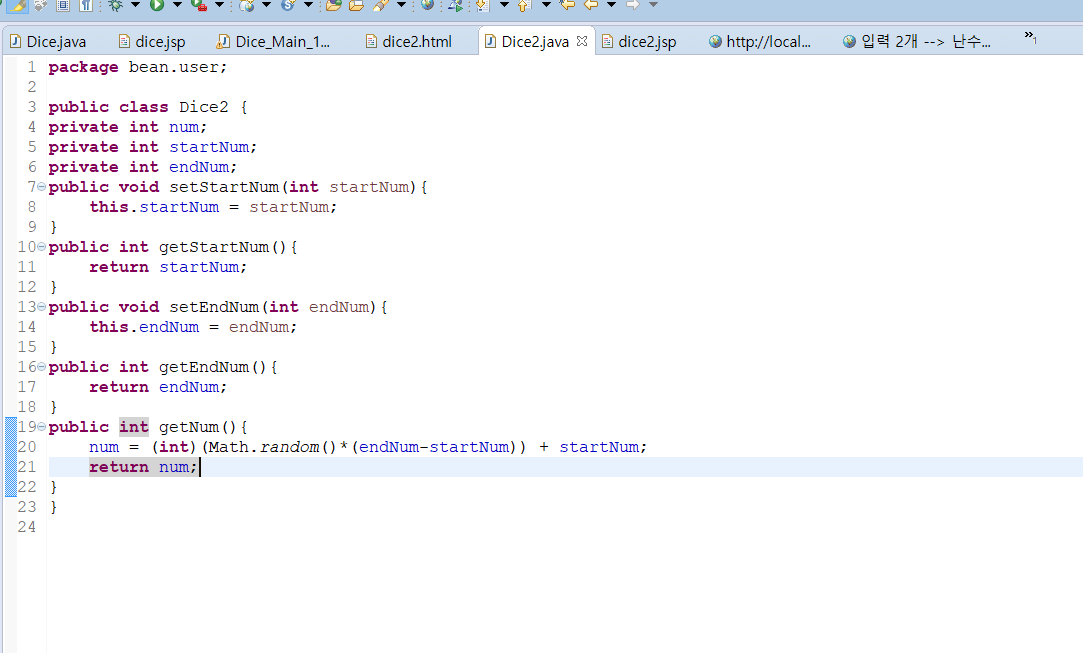 Dice.java dice.jsp Dice_Main_1... dice2.html Dice2.java dice2.jsp http://local... 입력 2개 --> 난수... »1
1 package bean.user;
2
3 public class Dice2 {
4 private int num;
5 private int startNum;
6 private int endNum;
7 public void setStartNum(int startNum){
8     this.startNum = startNum;
9 }
10 public int getStartNum(){
11     return startNum;
12 }
13 public void setEndNum(int endNum){
14     this.endNum = endNum;
15 }
16 public int getEndNum(){
17     return endNum;
18 }
19 public int getNum(){
20     num = (int)(Math.random()*(endNum-startNum)) + startNum;
21     return num;
22 }
23 }
24